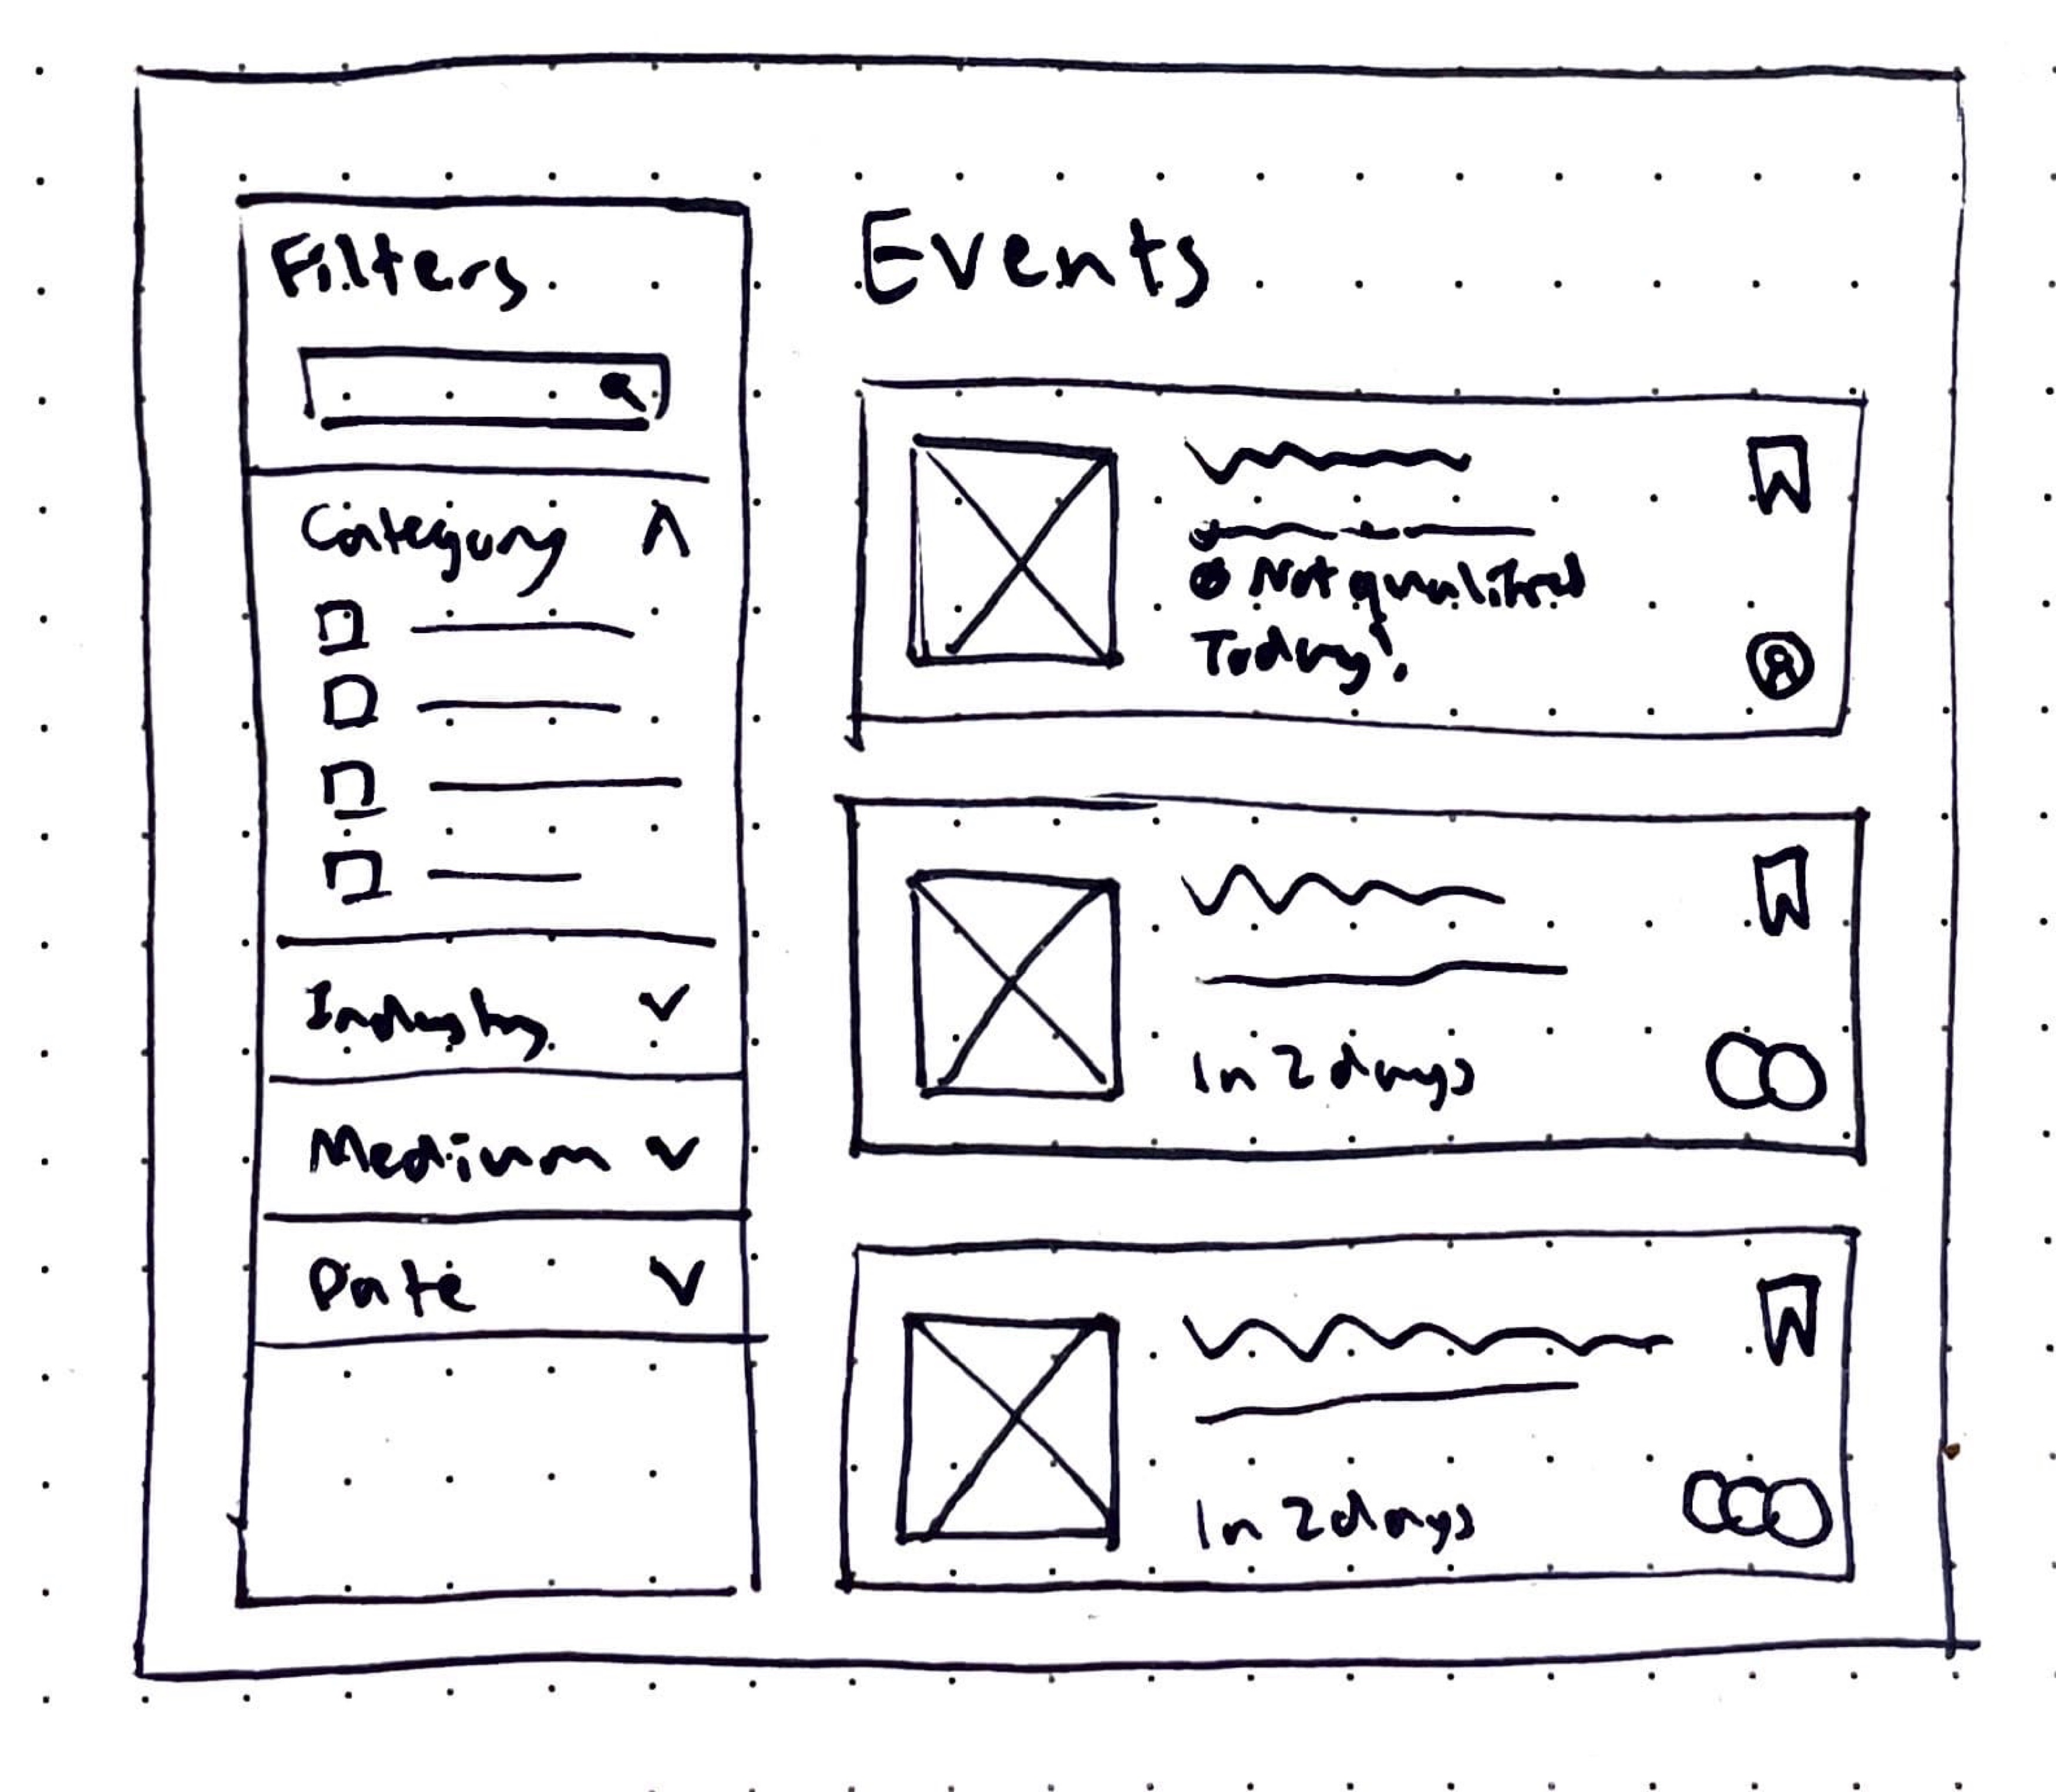 Filters
Category
Industry
Medium
Date
Events
Not qualified
Today!
In 2 days
In 2 days